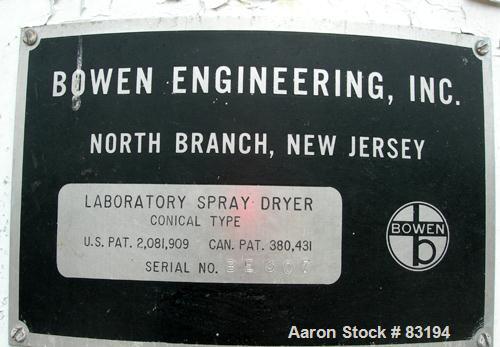 BOWEN ENGINEERING, INC.
NORTH BRANCH, NEW JERSEY
LABORATORY SPRAY DRYER
CONICAL TYPE
U.S. PAT. 2,081,909 CAN. PAT. 380,431
SERIAL NO.
BOWEN
b
Aaron Stock # 83194